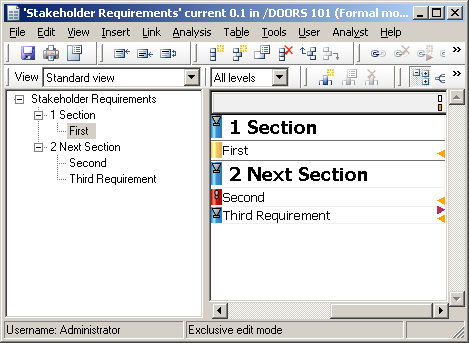 'Stakeholder Requirements' current 0.1 in /DOORS 101 (Formal mo...
File Edit View Insert Link Analysis Table Tools User Analyst Help
View Standard view All levels
Stakeholder Requirements
1 Section
First
2 Next Section
Second
Third Requirement
1 Section
First
2 Next Section
Second
Third Requirement
Username: Administrator Exclusive edit mode